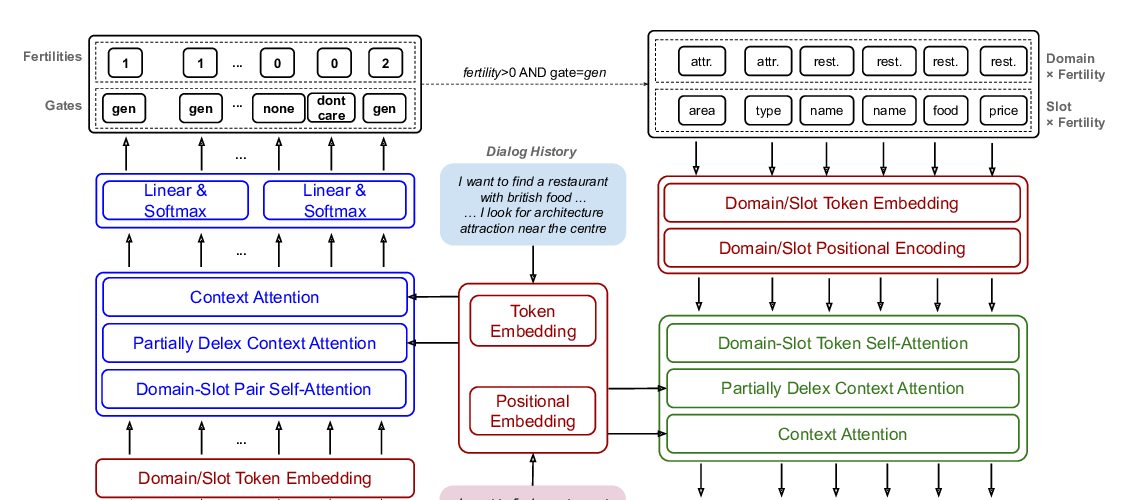 Fertilities
1 1 ... 0 0 2
Gates
gen gen ... none dont care gen
...
Linear & Softmax
Linear & Softmax
...
Context Attention
Partially Delex Context Attention
Domain-Slot Pair Self-Attention
...
Domain/Slot Token Embedding
fertility>0 AND gate=gen
Dialog History
I want to find a restaurant
with british food ...
... I look for architecture
attraction near the centre
Token
Embedding
Positional
Embedding
attr. attr. rest. rest. rest. rest.
Domain
× Fertility
area type name name food price
Slot
× Fertility
Domain/Slot Token Embedding
Domain/Slot Positional Encoding
Domain-Slot Token Self-Attention
Partially Delex Context Attention
Context Attention